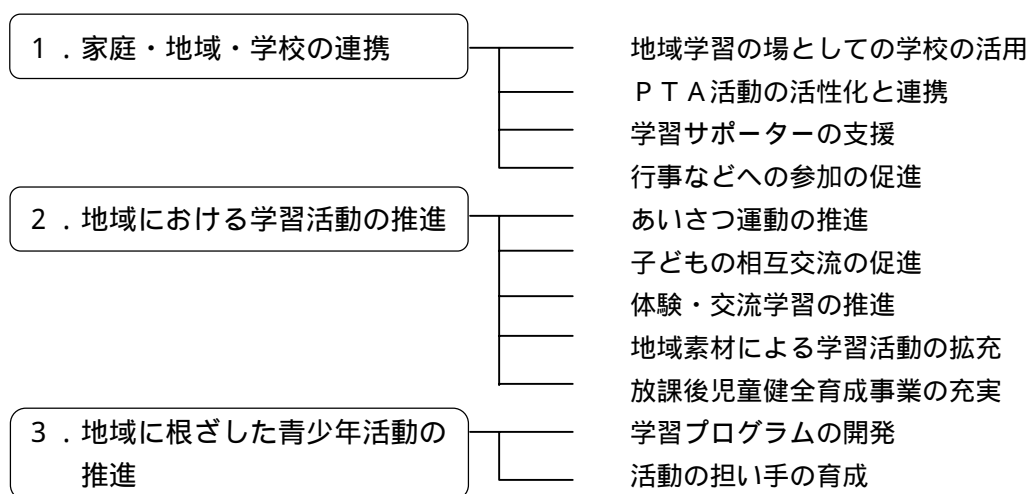 １．家庭・地域・学校の連携
地域学習の場としての学校の活用
ＰＴＡ活動の活性化と連携
学習サポーターの支援
行事などへの参加の促進
２．地域における学習活動の推進
あいさつ運動の推進
子どもの相互交流の促進
体験・交流学習の推進
地域素材による学習活動の拡充
放課後児童健全育成事業の充実
３．地域に根ざした青少年活動の
推進
学習プログラムの開発
活動の担い手の育成